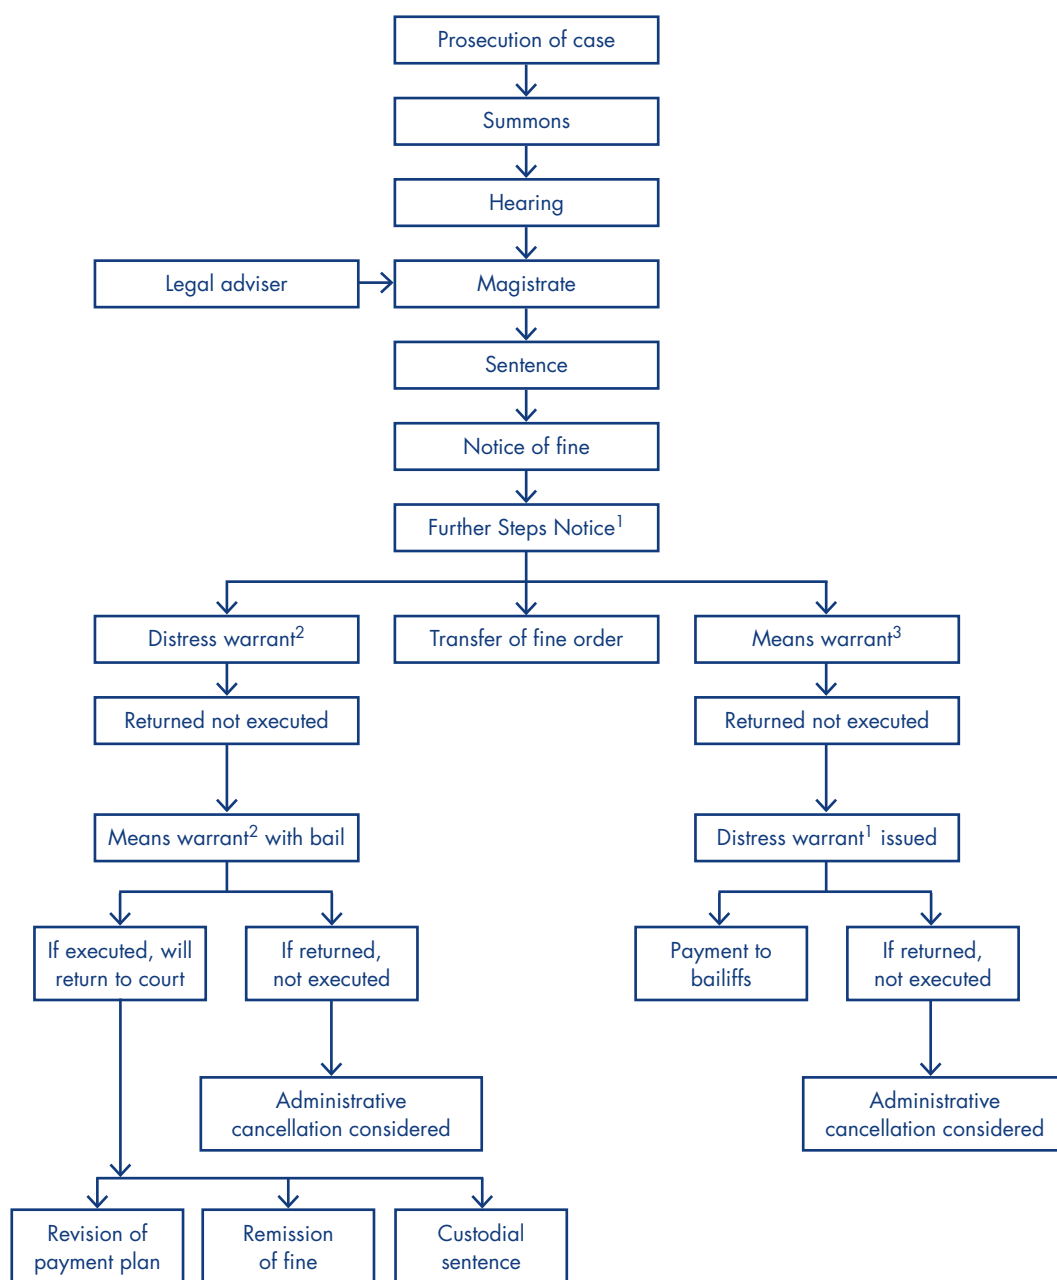 Prosecution of case
Summons
Hearing
Legal adviser
Magistrate
Sentence
Notice of fine
Further Steps Notice1
Distress warrant2
Transfer of fine order
Means warrant3
Returned not executed
Returned not executed
Means warrant2 with bail
Distress warrant1 issued
If executed, will
return to court
If returned,
not executed
Payment to
bailiffs
If returned,
not executed
Administrative
cancellation considered
Administrative
cancellation considered
Revision of
payment plan
Remission
of fine
Custodial
sentence